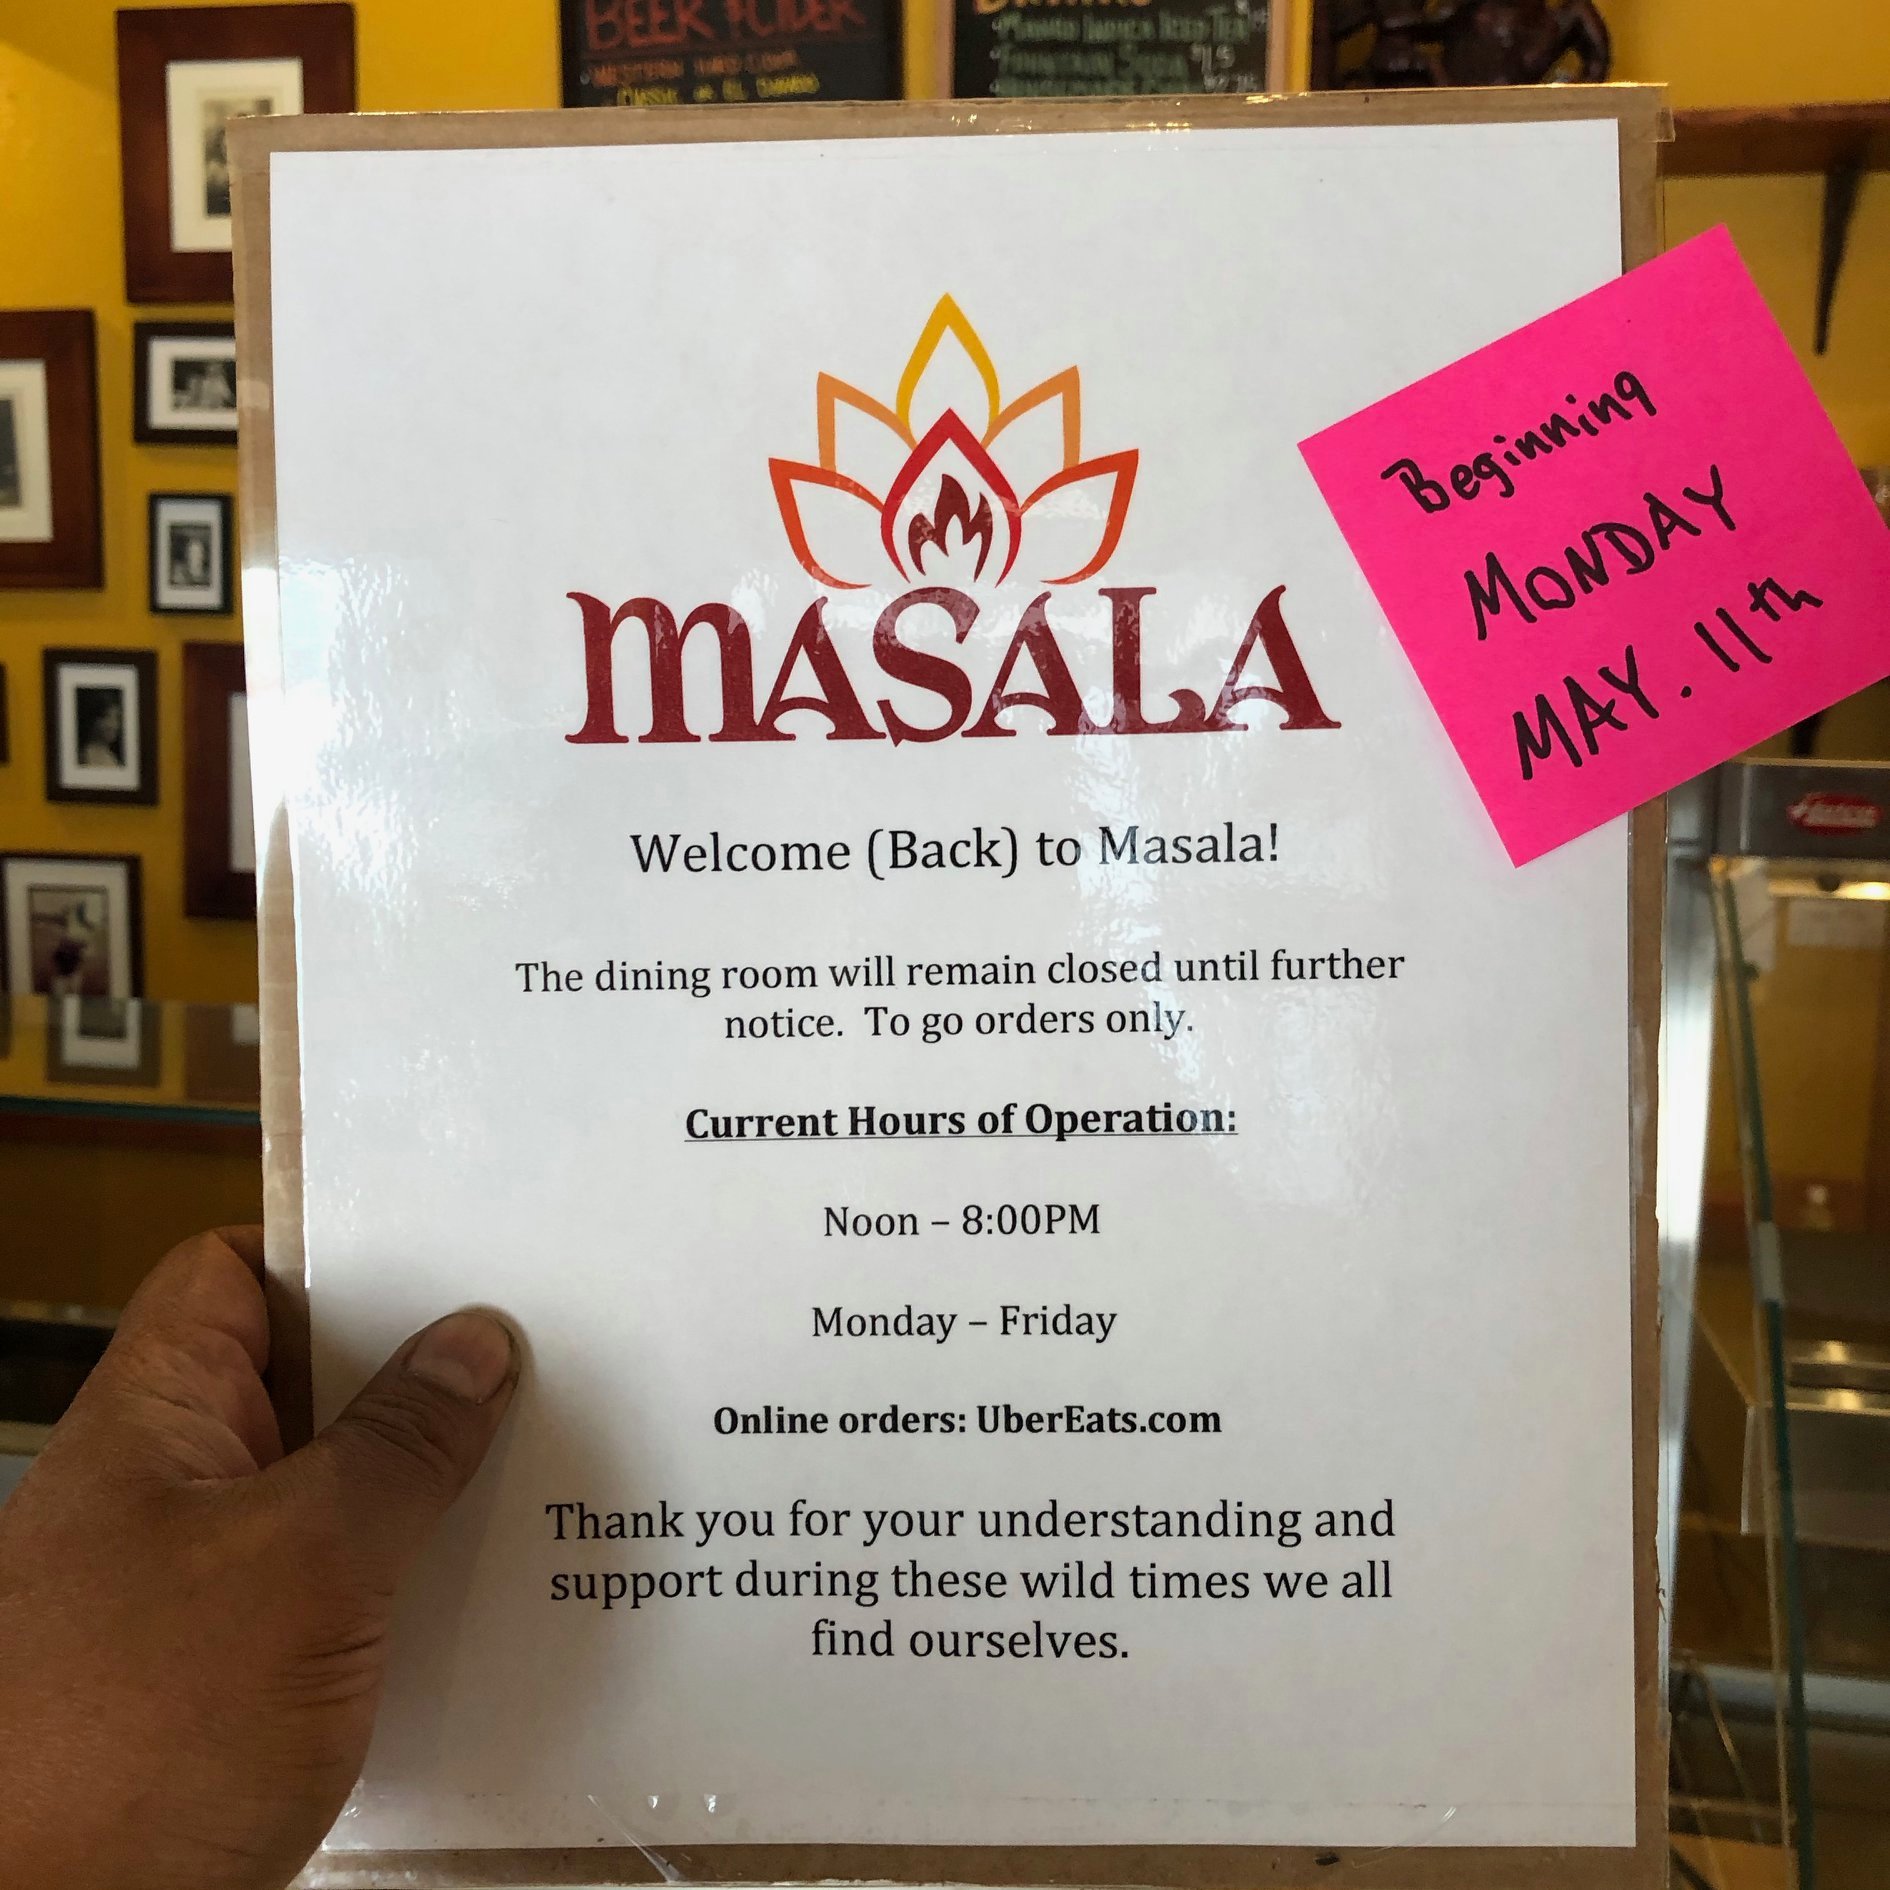 BEER & CIDER
MASALA
Beginning
MONDAY
MAY. 11th
Welcome (Back) to Masala!
The dining room will remain closed until further
notice. To go orders only.
Current Hours of Operation:
Noon – 8:00PM
Monday – Friday
Online orders: UberEats.com
Thank you for your understanding and
support during these wild times we all
find ourselves.